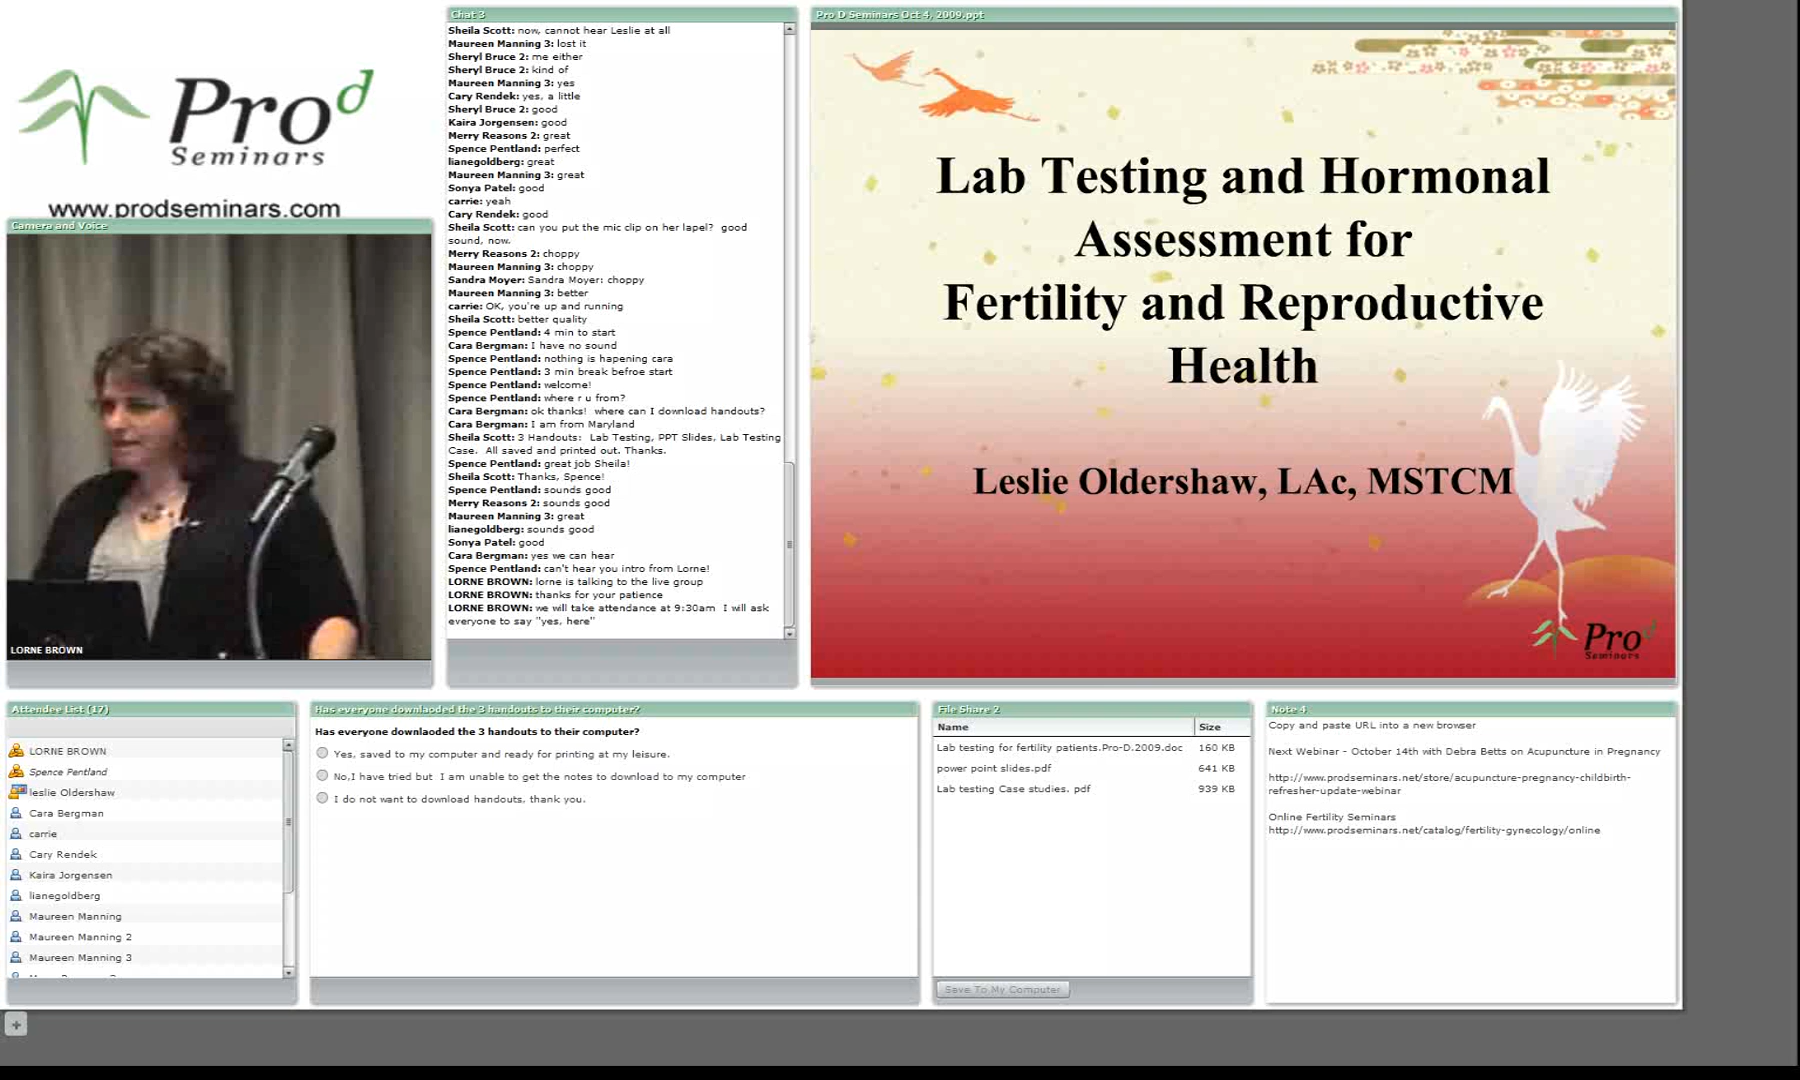 Pro d
Seminars
www.prodseminars.com
Camera and Voice
LORNE BROWN
Chat 3
Sheila Scott: now, cannot hear Leslie at all
Maureen Manning 3: lost it
Sheryl Bruce 2: me either
Sheryl Bruce 2: kind of
Maureen Manning 3: yes
Cary Rendek: yes, a little
Sheryl Bruce 2: good
Kaira Jorgensen: good
Merry Reasons 2: great
Spence Pentland: perfect
lianegoldberg: great
Maureen Manning 3: great
Sonya Patel: good
carrie: yeah
Cary Rendek: good
Sheila Scott: can you put the mic clip on her lapel?  good
sound, now.
Merry Reasons 2: choppy
Maureen Manning 3: choppy
Sandra Moyer: Sandra Moyer: choppy
Maureen Manning 3: better
carrie: OK, you're up and running
Sheila Scott: better quality
Spence Pentland: 4 min to start
Cara Bergman: I have no sound
Spence Pentland: nothing is hapening cara
Spence Pentland: 3 min break befroe start
Spence Pentland: welcome!
Spence Pentland: where r u from?
Cara Bergman: ok thanks!  where can I download handouts?
Cara Bergman: I am from Maryland
Sheila Scott: 3 Handouts:  Lab Testing, PPT Slides, Lab Testing
Case.  All saved and printed out. Thanks.
Spence Pentland: great job Sheila!
Sheila Scott: Thanks, Spence!
Spence Pentland: sounds good
Merry Reasons 2: sounds good
Maureen Manning 3: great
lianegoldberg: sounds good
Sonya Patel: good
Cara Bergman: yes we can hear
Spence Pentland: can't hear you intro from Lorne!
LORNE BROWN: lorne is talking to the live group
LORNE BROWN: thanks for your patience
LORNE BROWN: we will take attendance at 9:30am  I will ask
everyone to say "yes, here"
Pro D Seminars Oct 4, 2009.ppt
Lab Testing and Hormonal
Assessment for
Fertility and Reproductive
Health
Leslie Oldershaw, LAc, MSTCM
Pro d
Seminars
Attendee List (17)
LORNE BROWN
Spence Pentland
leslie Oldershaw
Cara Bergman
carrie
Cary Rendek
Kaira Jorgensen
lianegoldberg
Maureen Manning
Maureen Manning 2
Maureen Manning 3
Has everyone downlaoded the 3 handouts to their computer?
Has everyone downlaoded the 3 handouts to their computer?
Yes, saved to my computer and ready for printing at my leisure.
No,I have tried but  I am unable to get the notes to download to my computer
I do not want to download handouts, thank you.
File Share 2
Name Size
Lab testing for fertility patients.Pro-D.2009.doc 160 KB
power point slides.pdf 641 KB
Lab testing Case studies. pdf 939 KB
Save To My Computer
Note 4
Copy and paste URL into a new browser
Next Webinar - October 14th with Debra Betts on Acupuncture in Pregnancy
http://www.prodseminars.net/store/acupuncture-pregnancy-childbirth-
refresher-update-webinar
Online Fertility Seminars
http://www.prodseminars.net/catalog/fertility-gynecology/online